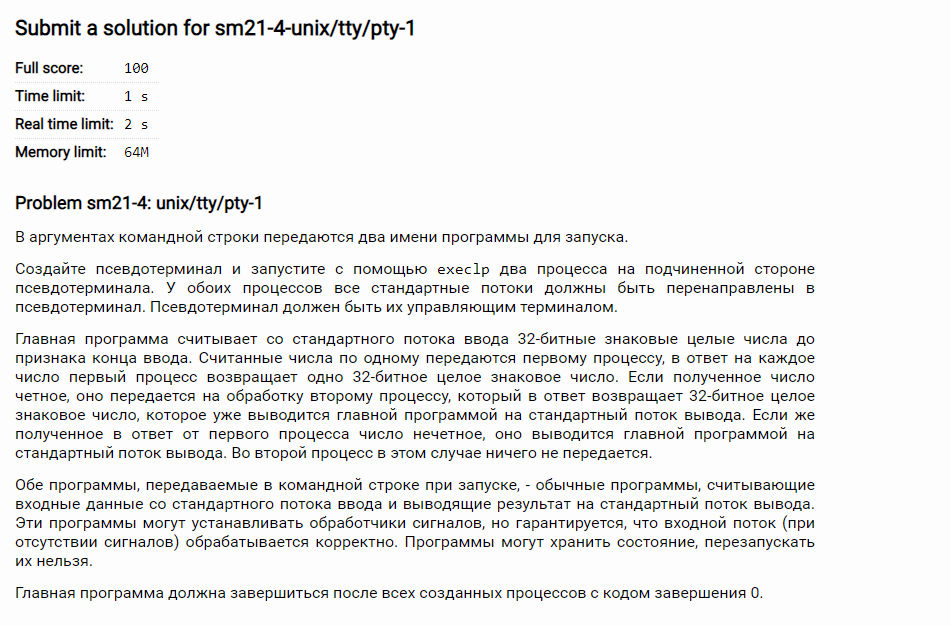 Submit a solution for sm21-4-unix/tty/pty-1
Full score: 100
Time limit: 1 s
Real time limit: 2 s
Memory limit: 64M
Problem sm21-4: unix/tty/pty-1
В аргументах командной строки передаются два имени программы для запуска.
Создайте псевдотерминал и запустите с помощью execlp два процесса на подчиненной стороне
псевдотерминала. У обоих процессов все стандартные потоки должны быть перенаправлены в
псевдотерминал. Псевдотерминал должен быть их управляющим терминалом.
Главная программа считывает со стандартного потока ввода 32-битные знаковые целые числа до
признака конца ввода. Считанные числа по одному передаются первому процессу, в ответ на каждое
число первый процесс возвращает одно 32-битное целое знаковое число. Если полученное число
четное, оно передается на обработку второму процессу, который в ответ возвращает 32-битное целое
знаковое число, которое уже выводится главной программой на стандартный поток вывода. Если же
полученное в ответ от первого процесса число нечетное, оно выводится главной программой на
стандартный поток вывода. Во второй процесс в этом случае ничего не передается.
Обе программы, передаваемые в командной строке при запуске, - обычные программы, считывающие
входные данные со стандартного потока ввода и выводящие результат на стандартный поток вывода.
Эти программы могут устанавливать обработчики сигналов, но гарантируется, что входной поток (при
отсутствии сигналов) обрабатывается корректно. Программы могут хранить состояние, перезапускать
их нельзя.
Главная программа должна завершиться после всех созданных процессов с кодом завершения 0.